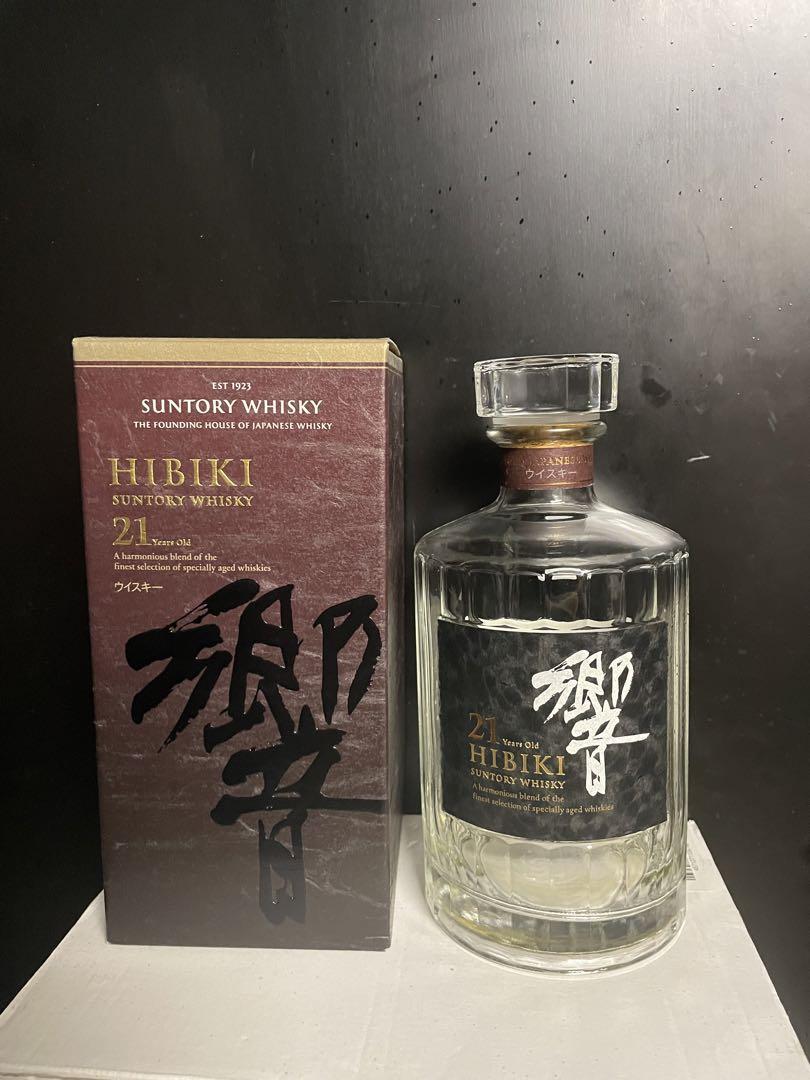 EST 1923
SUNTORY WHISKY
THE FOUNDING HOUSE OF JAPANESE WHISKY
HIBIKI
SUNTORY WHISKY
21 Years Old
A harmonious blend of the
finest selection of specially aged whiskies
ウイスキー
響
JAPANESE
ウイスキー
響
21 Years Old
HIBIKI
SUNTORY WHISKY
A harmonious blend of the
finest selection of specially aged whiskies